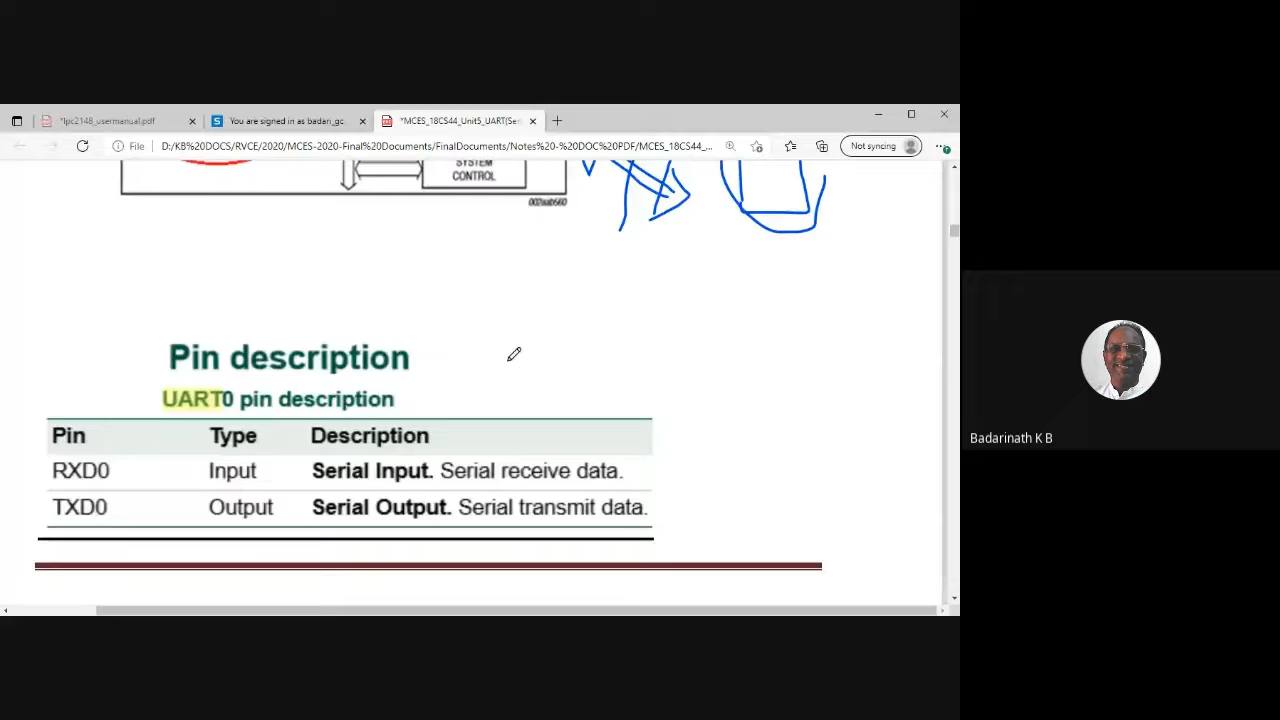 *lpc2148_usermanual.pdf
You are signed in as badari_gc
*MCES_18CS44_Unit5_UART(Ser
File
D:/KB%20DOCS/RVCE/2020/MCES-2020-Final%20Documents/FinalDocuments/Notes%20-%20DOC%20PDF/MCES_18CS44_...
Not syncing
SYSTEM
CONTROL
002aab560
Pin description
UART0 pin description
Pin Type Description
RXD0 Input Serial Input. Serial receive data.
TXD0 Output Serial Output. Serial transmit data.
Badarinath K B